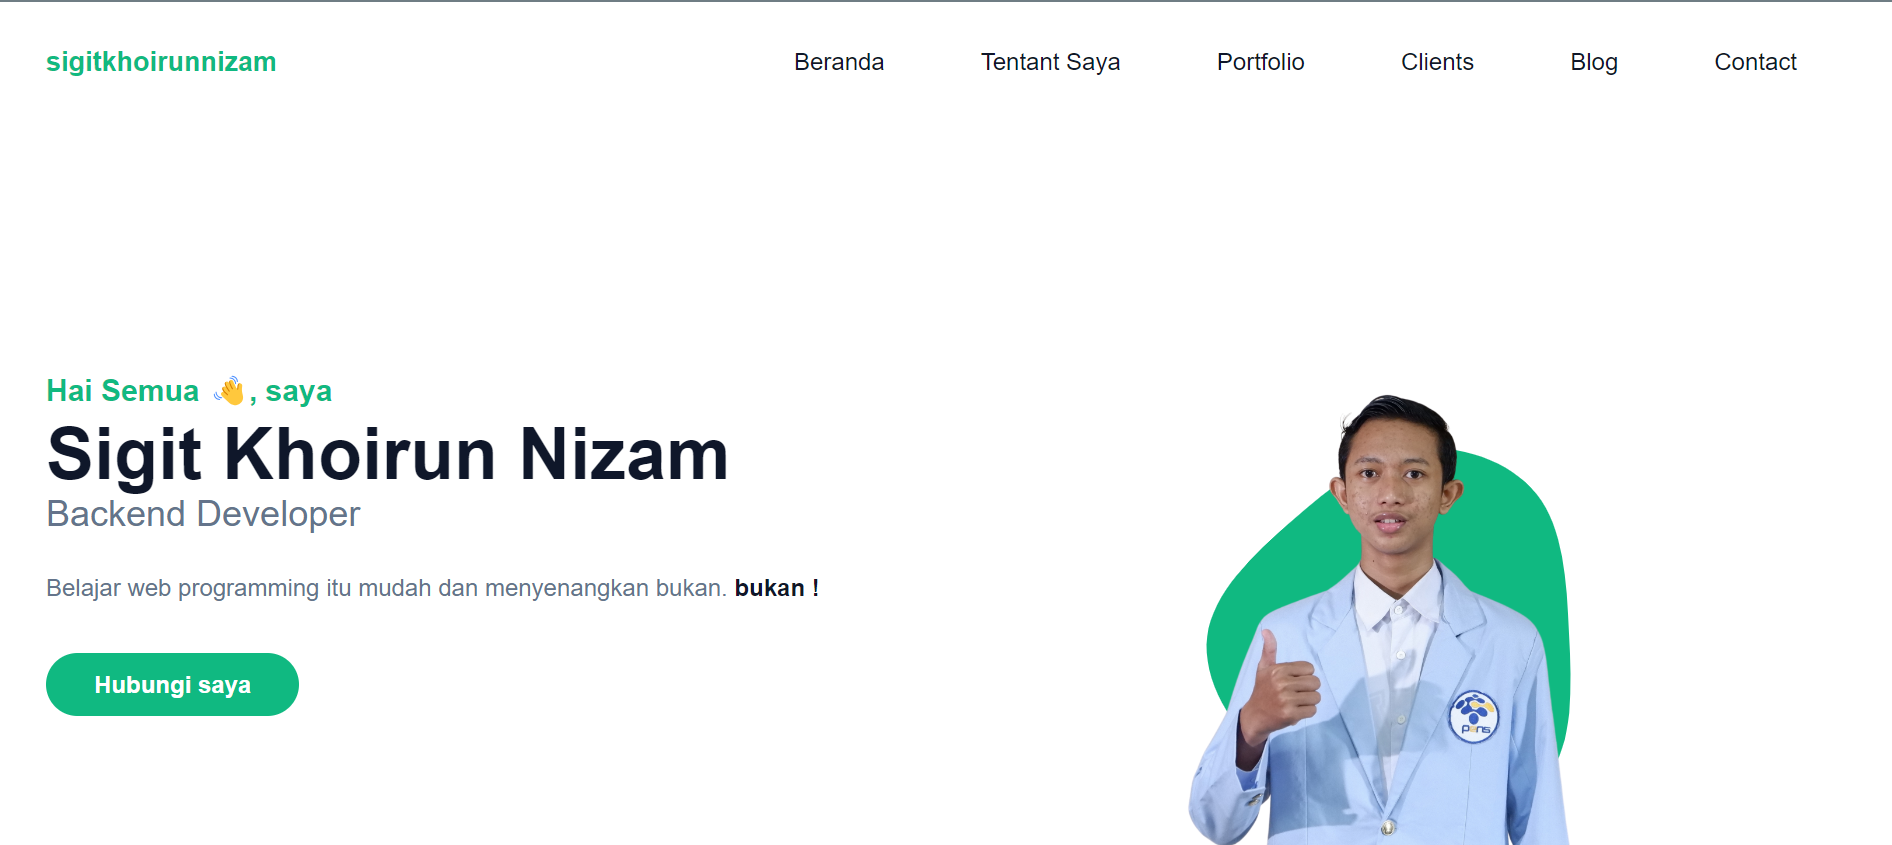 sigitkhoirunnizam Beranda Tentant Saya Portfolio Clients Blog Contact
Hai Semua 👋, saya
Sigit Khoirun Nizam
Backend Developer
Belajar web programming itu mudah dan menyenangkan bukan. bukan !
Hubungi saya
pens